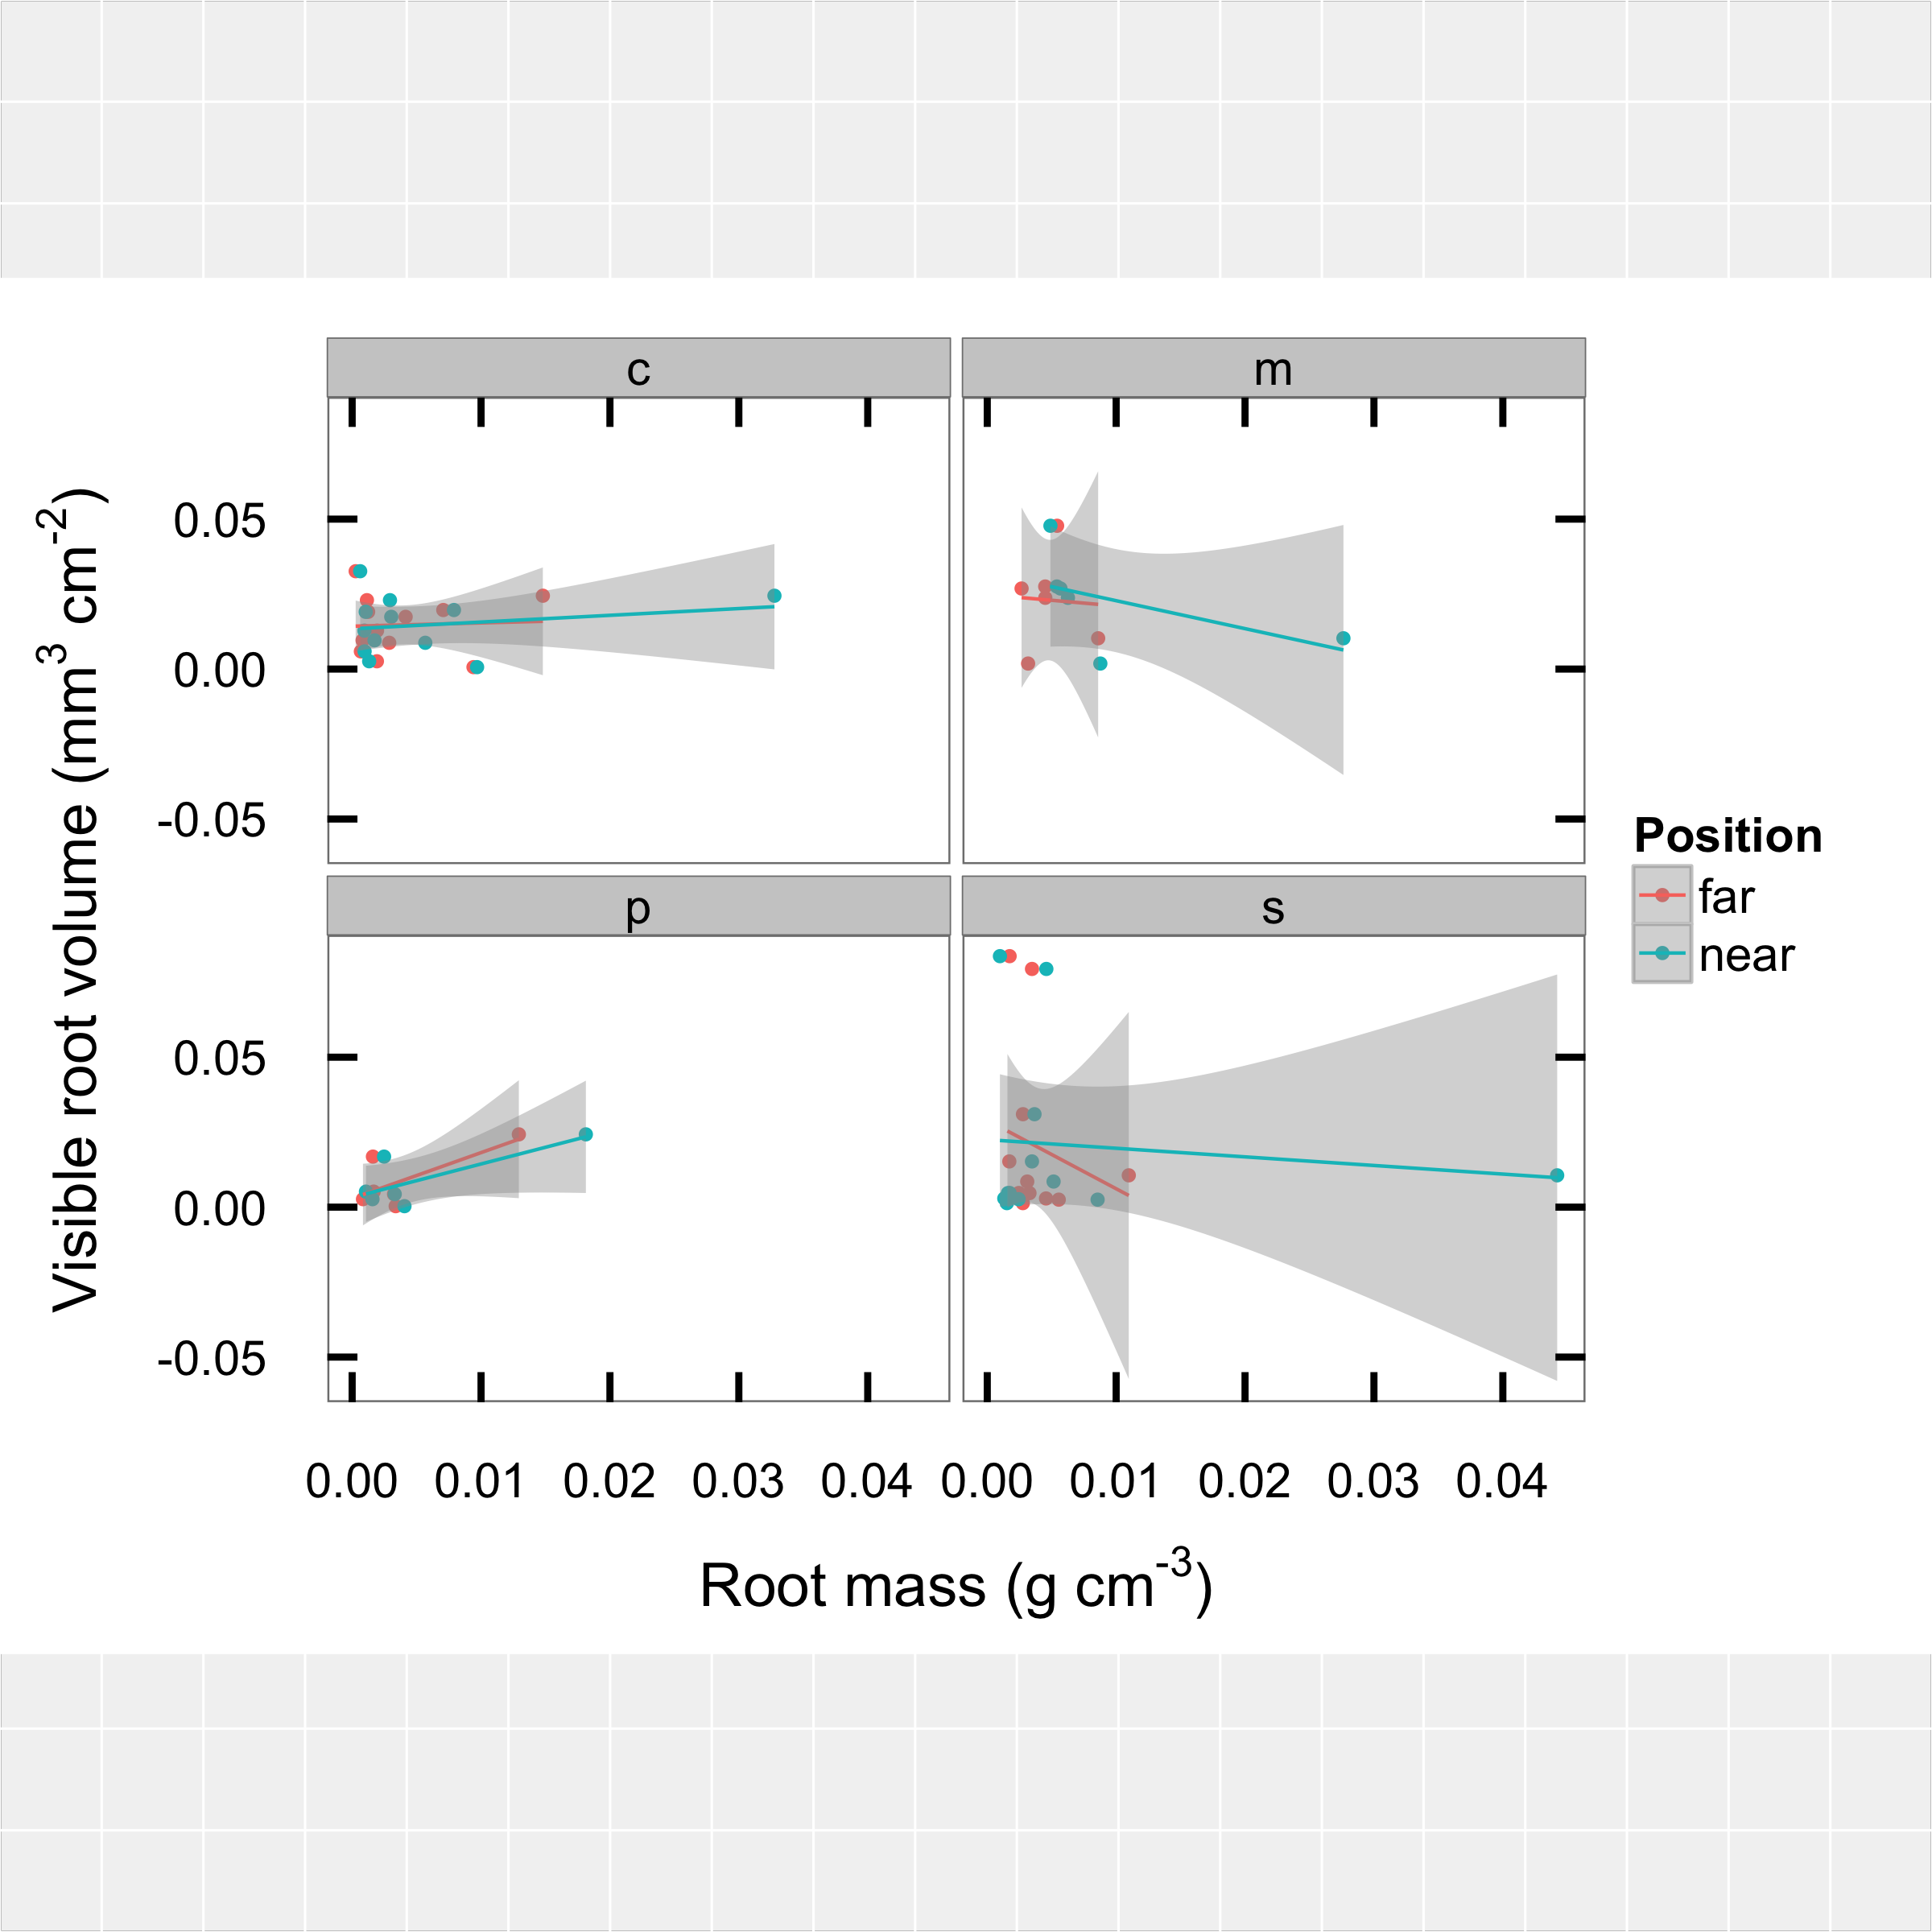 c
m
0.05
0.00
-0.05
p
s
0.05
0.00
-0.05
Visible root volume (mm³ cm⁻²)
0.00 0.01 0.02 0.03 0.04 0.00 0.01 0.02 0.03 0.04
Root mass (g cm⁻³)
Position
far
near